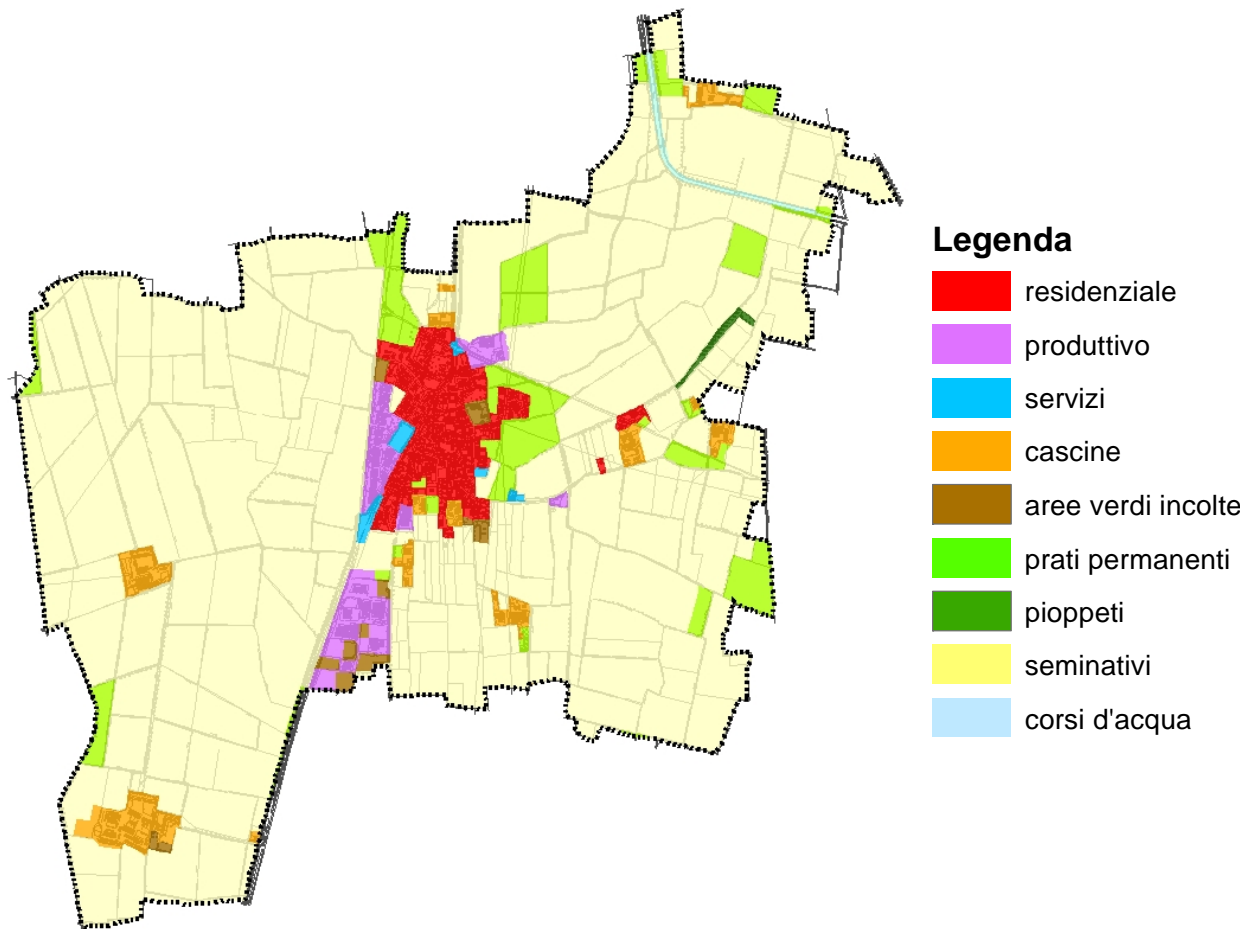 Legenda
residenziale
produttivo
servizi
cascine
aree verdi incolte
prati permanenti
pioppeti
seminativi
corsi d'acqua